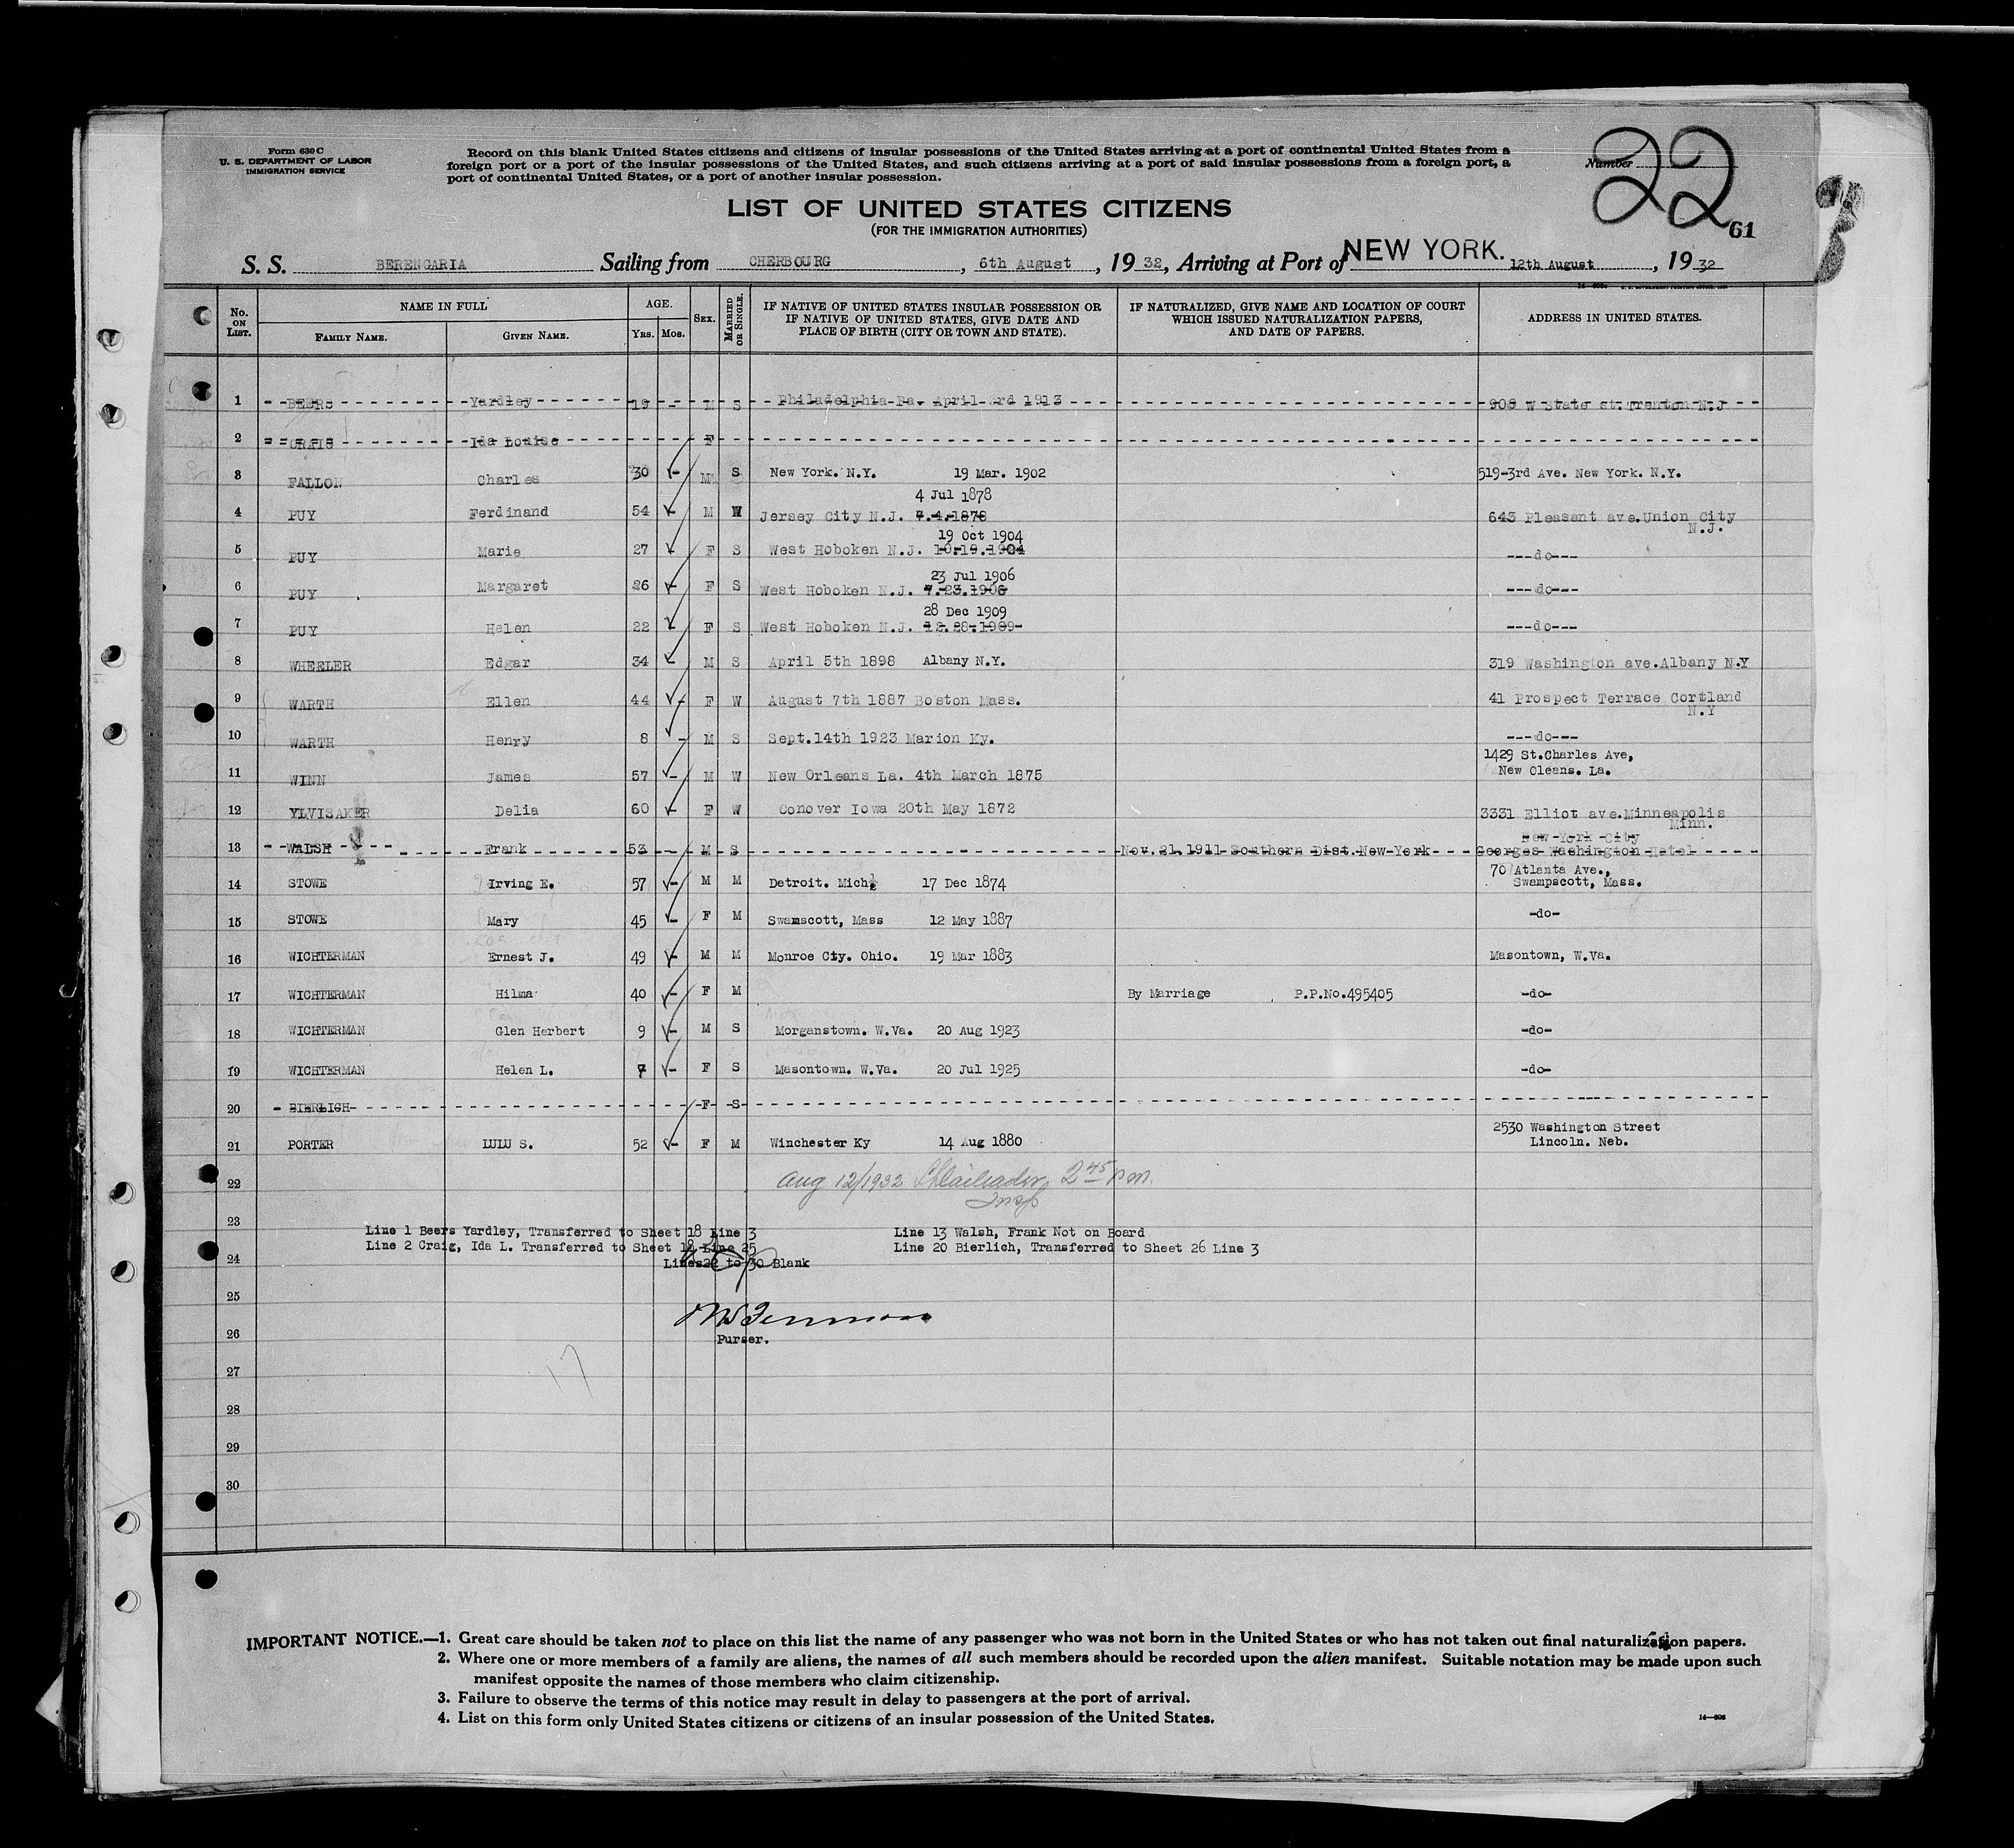 Form 630 C
U. S. DEPARTMENT OF LABOR
IMMIGRATION SERVICE
Record on this blank United States citizens and citizens of insular possessions of the United States arriving at a port of continental United States from a
foreign port or a port of the insular possessions of the United States, and such citizens arriving at a port of said insular possessions from a foreign port, a
port of continental United States, or a port of another insular possession.
Number
22
61
LIST OF UNITED STATES CITIZENS
(FOR THE IMMIGRATION AUTHORITIES)
S. S. BERENGARIA Sailing from CHERBOURG, 6th August, 19 32, Arriving at Port of NEW YORK. 12th August, 19 32
No. ON LIST. NAME IN FULL FAMILY NAME. GIVEN NAME. AGE. YRS. MOS. SEX. MARRIED OR SINGLE.
IF NATIVE OF UNITED STATES INSULAR POSSESSION OR
IF NATIVE OF UNITED STATES, GIVE DATE AND
PLACE OF BIRTH (CITY OR TOWN AND STATE).
IF NATURALIZED, GIVE NAME AND LOCATION OF COURT
WHICH ISSUED NATURALIZATION PAPERS,
AND DATE OF PAPERS.
ADDRESS IN UNITED STATES.
1 BEERS Yardley 19 - M S Philadelphia Pa. April 3rd 1913 908 W State st. Trenton N.J
2 CRAIG Ida Louise F
3 FALLON Charles 30 - M S New York. N.Y. 19 Mar. 1902 519-3rd Ave. New York. N.Y.
4 Jul 1878
4 PUY Ferdinand 54 - M W Jersey City N.J. 7.4.1878 643 Pleasant ave. Union City
N.J.
19 Oct 1904
5 PUY Marie 27 - F S West Hoboken N.J. 10.19.1904 ---do---
23 Jul 1906
6 PUY Margaret 26 - F S West Hoboken N.J. 7.23.1906 ---do---
28 Dec 1909
7 PUY Helen 22 - F S West Hoboken N.J. 12.28.1909 ---do---
8 WHEELER Edgar 34 - M S April 5th 1898 Albany N.Y. 319 Washington ave. Albany N.Y
9 WARTH Ellen 44 - F W August 7th 1887 Boston Mass. 41 Prospect Terrace Cortland
N.Y
10 WARTH Henry 8 - M S Sept.14th 1923 Marion Ky. ---do---
1429 St.Charles Ave,
11 WINN James 57 - M W New Orleans La. 4th March 1875 New Oleans. La.
12 YLVISAKER Delia 60 - F W Conover Iowa 20th May 1872 3331 Elliot ave. Minneapolis
Minn.
New York City
13 WALSH Frank 53 M S Nov. 21.1911 Southern Dist. New York Georges Washington Hotel
70 Atlanta Ave.,
14 STOWE Irving E. 57 - M M Detroit. Mich. 17 Dec 1874 Swampscott, Mass.
15 STOWE Mary 45 - F M Swamscott, Mass 12 May 1887 -do-
16 WICHTERMAN Ernest J. 49 - M M Monroe Cty. Ohio. 19 Mar 1883 Masontown, W.Va.
17 WICHTERMAN Hilma 40 - F M By Marriage P.P.No.495405 -do-
18 WICHTERMAN Glen Herbert 9 - M S Morganstown. W.Va. 20 Aug 1923 -do-
19 WICHTERMAN Helen L. 7 - F S Masontown. W.Va. 20 Jul 1925 -do-
20 BIERLICH F S
2530 Washington Street
21 PORTER LULU S. 52 - F M Winchester Ky 14 Aug 1880 Lincoln. Neb.
22 Aug 12/1932 2 45 pm.
Insp
23
Line 1 Beers Yardley, Transferred to Sheet 18 Line 3 Line 13 Walsh, Frank Not on Board
Line 2 Craig, Ida L. Transferred to Sheet 18 Line 25 Line 20 Bierlich, Transferred to Sheet 26 Line 3
24 Lines 22 to 30 Blank
25
26 Purser.
27 17
28
29
30
IMPORTANT NOTICE.—1. Great care should be taken not to place on this list the name of any passenger who was not born in the United States or who has not taken out final naturalization papers.
2. Where one or more members of a family are aliens, the names of all such members should be recorded upon the alien manifest. Suitable notation may be made upon such
manifest opposite the names of those members who claim citizenship.
3. Failure to observe the terms of this notice may result in delay to passengers at the port of arrival.
4. List on this form only United States citizens or citizens of an insular possession of the United States.